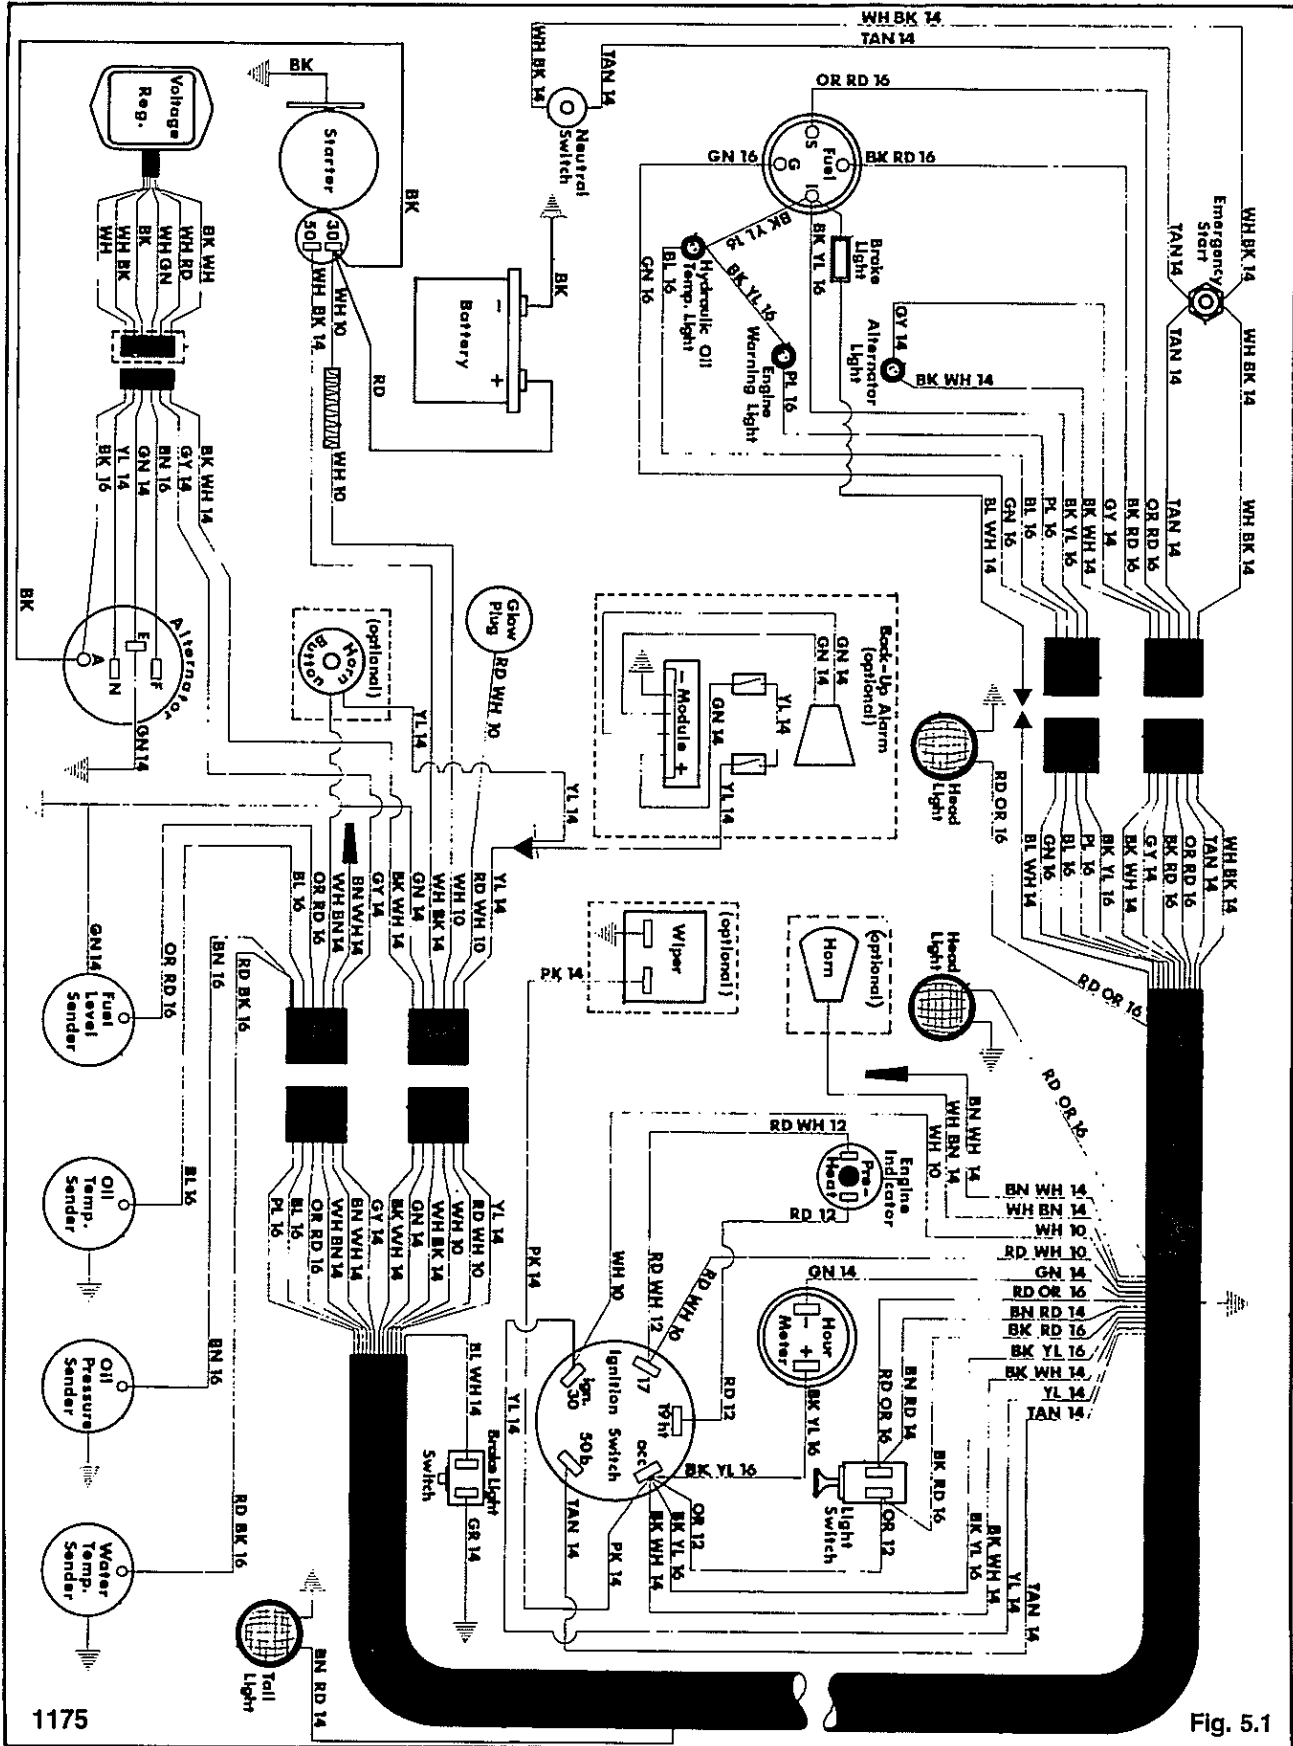 WH BK 14
TAN 14
WH BK 14
TAN 14
Neutral
Switch
OR RD 16
GN 16
S
Fuel
G
I
BK RD 16
BK YL 16
BK YL 16
BK YL 16
BL 16
GN 16
Hydraulic Oil
Temp. Light
Engine
Warning Light
PL 16
Brake
Light
Alternator
Light
GY 14
BK WH 14
Emergency
Start
TAN 14
WH BK 14
TAN 14
WH BK 14
BK
Starter
30
50
BK
Voltage
Reg.
WH
WH BK
BK
WH GN
WH RD
BK WH
BK
Battery
-
+
RD
WH 10
WH BK 14
WH 10
BK 16
YL 14
GN 14
BN 16
GY 14
BK WH 14
BL WH 14
GN 16
BL 16
PL 16
BK YL 16
BK WH 14
GY 14
BK RD 16
OR RD 16
TAN 14
WH BK 14
BK
Alternator
A
N
E
F
GN 14
(optional)
Horn
Button
YL 14
Glow
Plug
RD WH 10
Back-Up Alarm
(optional)
GN 14
GN 14
- Module +
GN 14
YL 14
YL 14
YL 14
Head
Light
RD OR 16
BL WH 14
GN 16
BL 16
PL 16
BK YL 16
BK WH 14
GY 14
BK RD 16
OR RD 16
TAN 14
WH BK 14
BL 16
OR RD 16
WH BN 14
BN WH 14
GY 14
BK WH 14
GN 14
WH BK 14
WH 10
RD WH 10
YL 14
GN 14
Fuel
Level
Sender
OR RD 16
BN 16
RD BK 16
(optional)
Wiper
PK 14
(optional)
Horn
Head
Light
RD OR 16
RD OR 16
RD WH 12
WH 10
WH BN 14
BN WH 14
Engine
Indicator
Pre-
Heat
RD 12
BN WH 14
WH BN 14
WH 10
RD WH 10
GN 14
RD OR 16
BN RD 14
BK RD 16
BK YL 16
BK WH 14
YL 14
TAN 14
Oil
Temp.
Sender
BL 16
PL 16
BL 16
OR RD 16
WH BN 14
BN WH 14
GY 14
BK WH 14
GN 14
WH BK 14
WH 10
RD WH 10
YL 14
PK 14
WH 10
RD WH 12
RD WH 10
GN 14
Hour
Meter
-
+
Oil
Pressure
Sender
BN 16
BL WH 14
YL 14
Ignition Switch
Ign.
30
17
19 ht
acc
50 b
RD 12
BK YL 16
BK YL 16
RD OR 16
BN RD 14
BK RD 16
Light
Switch
OR 12
OR 12
Brake Light
Switch
GR 14
TAN 14
PK 14
BK WH 14
BK YL 16
BK YL 16
BK WH 14
YL 14
TAN 14
Water
Temp.
Sender
RD BK 16
Tail
Light
BN RD 14
1175
Fig. 5.1